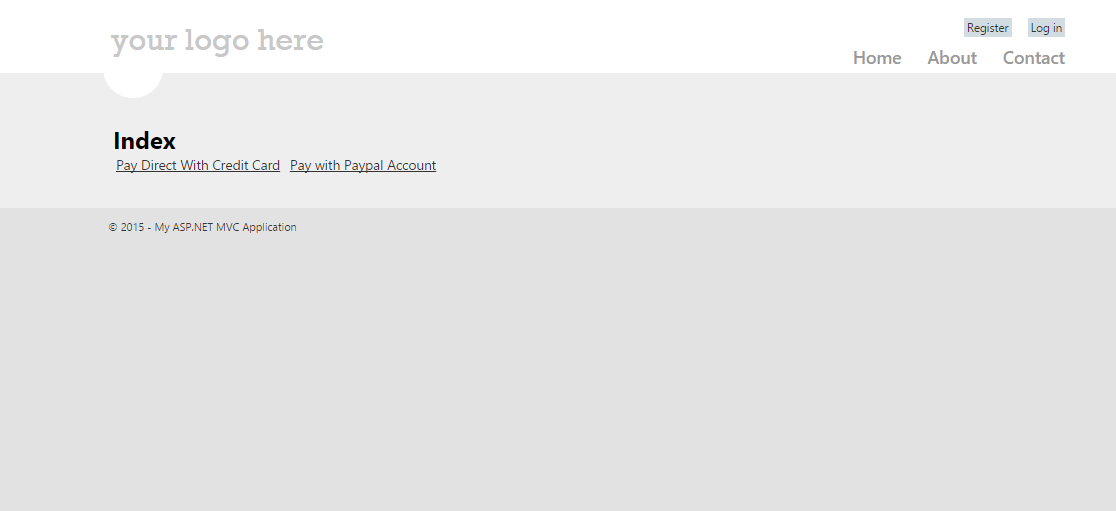 your logo here
Register Log in
Home About Contact
Index
Pay Direct With Credit Card Pay with Paypal Account
© 2015 - My ASP.NET MVC Application